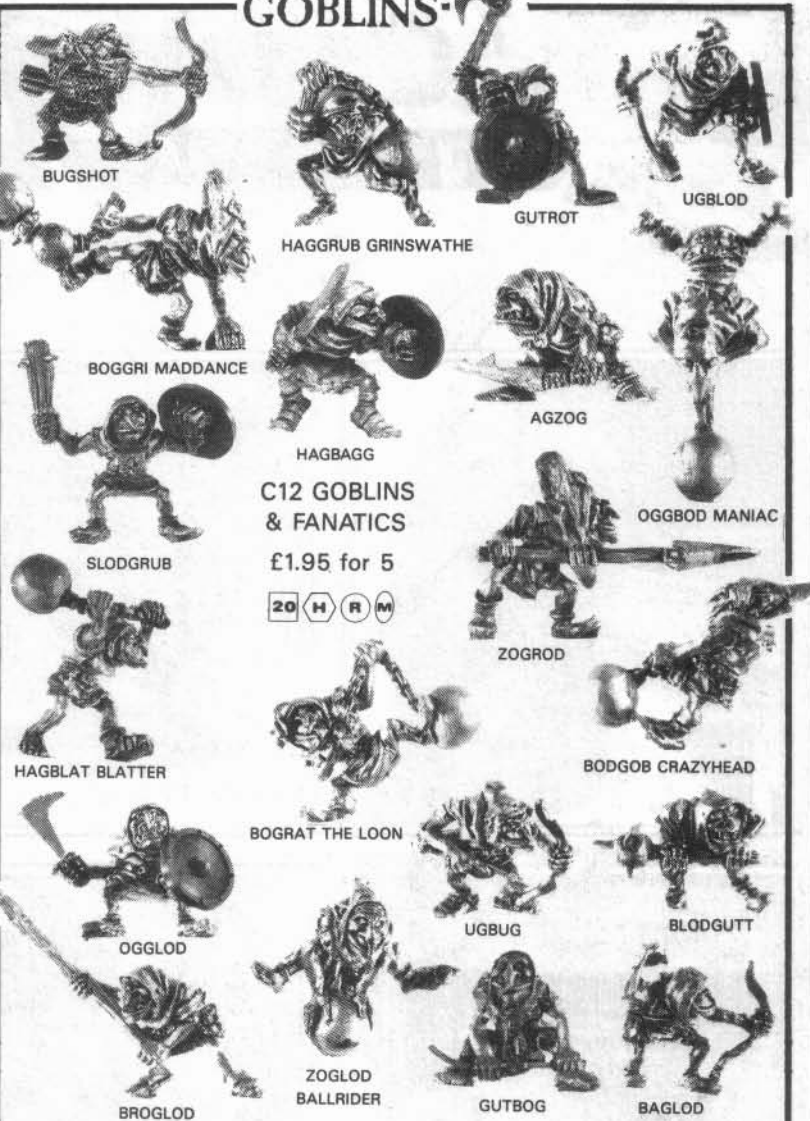 GOBLINS
BUGSHOT
HAGGRUB GRINSWATHE
GUTROT
UGBLOD
BOGGRI MADDANCE
HAGBAGG
AGZOG
OGGBOD MANIAC
SLODGRUB
C12 GOBLINS
& FANATICS
£1.95 for 5
20 H R M
ZOGROD
HAGBLAT BLATTER
BOGRAT THE LOON
BODGOB CRAZYHEAD
OGGLOD
UGBUG
BLODGUTT
BROGLOD
ZOGLOD
BALLRIDER
GUTBOG
BAGLOD